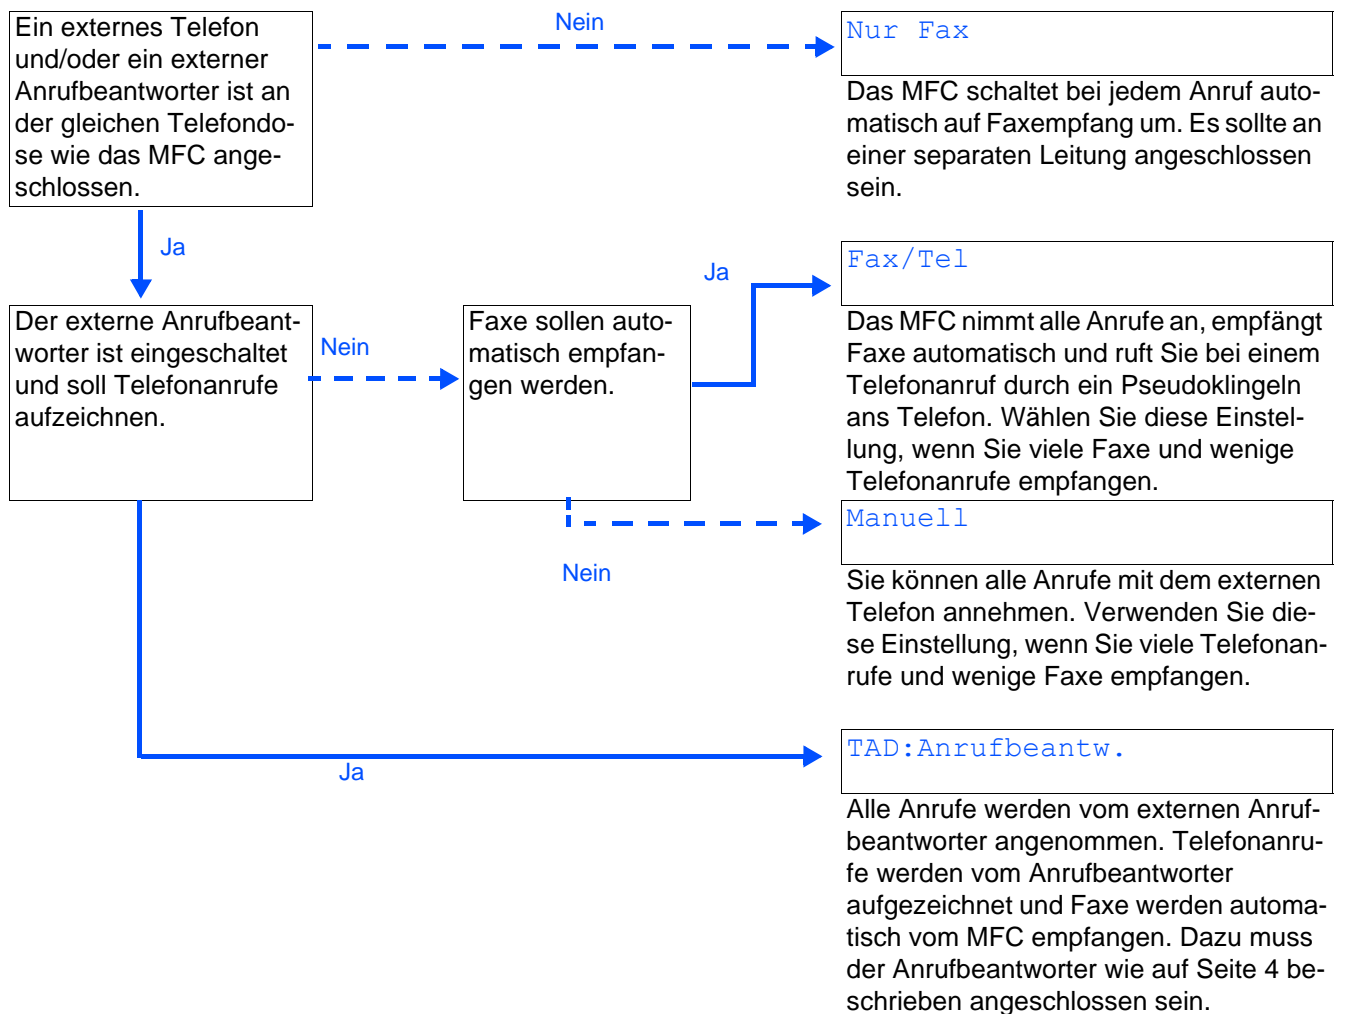 Ein externes Telefon
und/oder ein externer
Anrufbeantworter ist an
der gleichen Telefondo-
se wie das MFC ange-
schlossen.
Nein
Nur Fax
Das MFC schaltet bei jedem Anruf auto-
matisch auf Faxempfang um. Es sollte an
einer separaten Leitung angeschlossen
sein.
Ja
Der externe Anrufbeant-
worter ist eingeschaltet
und soll Telefonanrufe
aufzeichnen.
Nein
Faxe sollen auto-
matisch empfan-
gen werden.
Ja
Fax/Tel
Das MFC nimmt alle Anrufe an, empfängt
Faxe automatisch und ruft Sie bei einem
Telefonanruf durch ein Pseudoklingeln
ans Telefon. Wählen Sie diese Einstel-
lung, wenn Sie viele Faxe und wenige
Telefonanrufe empfangen.
Nein
Manuell
Sie können alle Anrufe mit dem externen
Telefon annehmen. Verwenden Sie die-
se Einstellung, wenn Sie viele Telefonan-
rufe und wenige Faxe empfangen.
Ja
TAD:Anrufbeantw.
Alle Anrufe werden vom externen Anruf-
beantworter angenommen. Telefonanru-
fe werden vom Anrufbeantworter
aufgezeichnet und Faxe werden automa-
tisch vom MFC empfangen. Dazu muss
der Anrufbeantworter wie auf Seite 4 be-
schrieben angeschlossen sein.